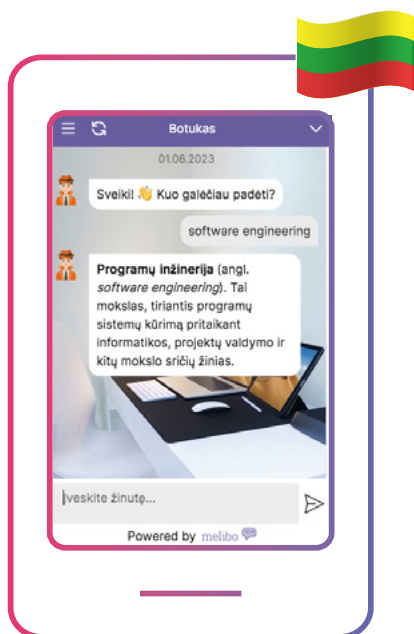 Botukas
01.06.2023
Sveiki! 👋 Kuo galėčiau padėti?
software engineering
Programų inžinerija (angl.
software engineering). Tai
mokslas, tiriantis programų
sistemų kūrimą pritaikant
informatikos, projektų valdymo ir
kitų mokslo sričių žinias.
Įveskite žinutę...
Powered by melibo